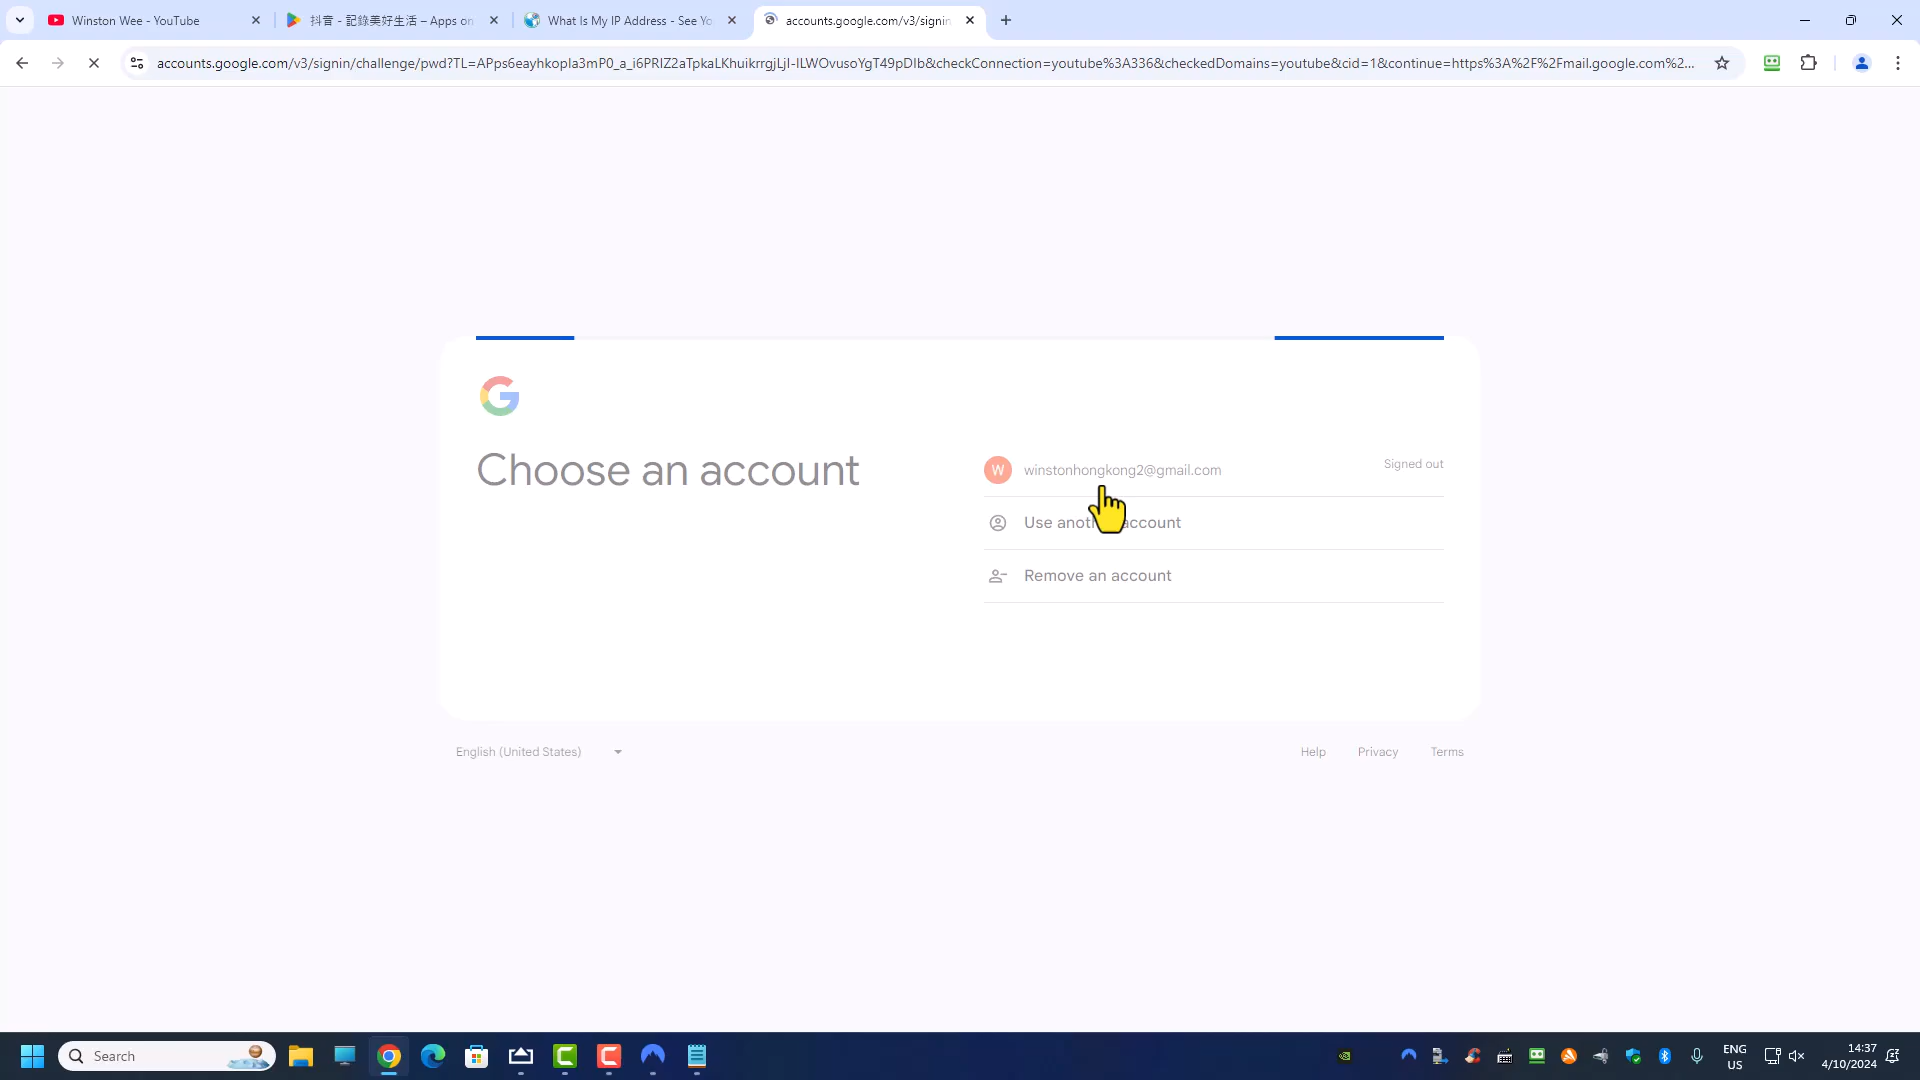 Winston Wee - YouTube
抖音 - 記錄美好生活 – Apps on
What Is My IP Address - See Yo
accounts.google.com/v3/signin
accounts.google.com/v3/signin/challenge/pwd?TL=APps6eayhkopIa3mP0_a_i6PRIZ2aTpkaLKhuikrrgjLjI-ILWOvusoYgT49pDIb&checkConnection=youtube%3A336&checkedDomains=youtube&cid=1&continue=https%3A%2F%2Fmail.google.com%2...
Choose an account
W
winstonhongkong2@gmail.com
Signed out
Use account
Remove an account
English (United States)
Help
Privacy
Terms
Search
ENG
US
14:37
4/10/2024